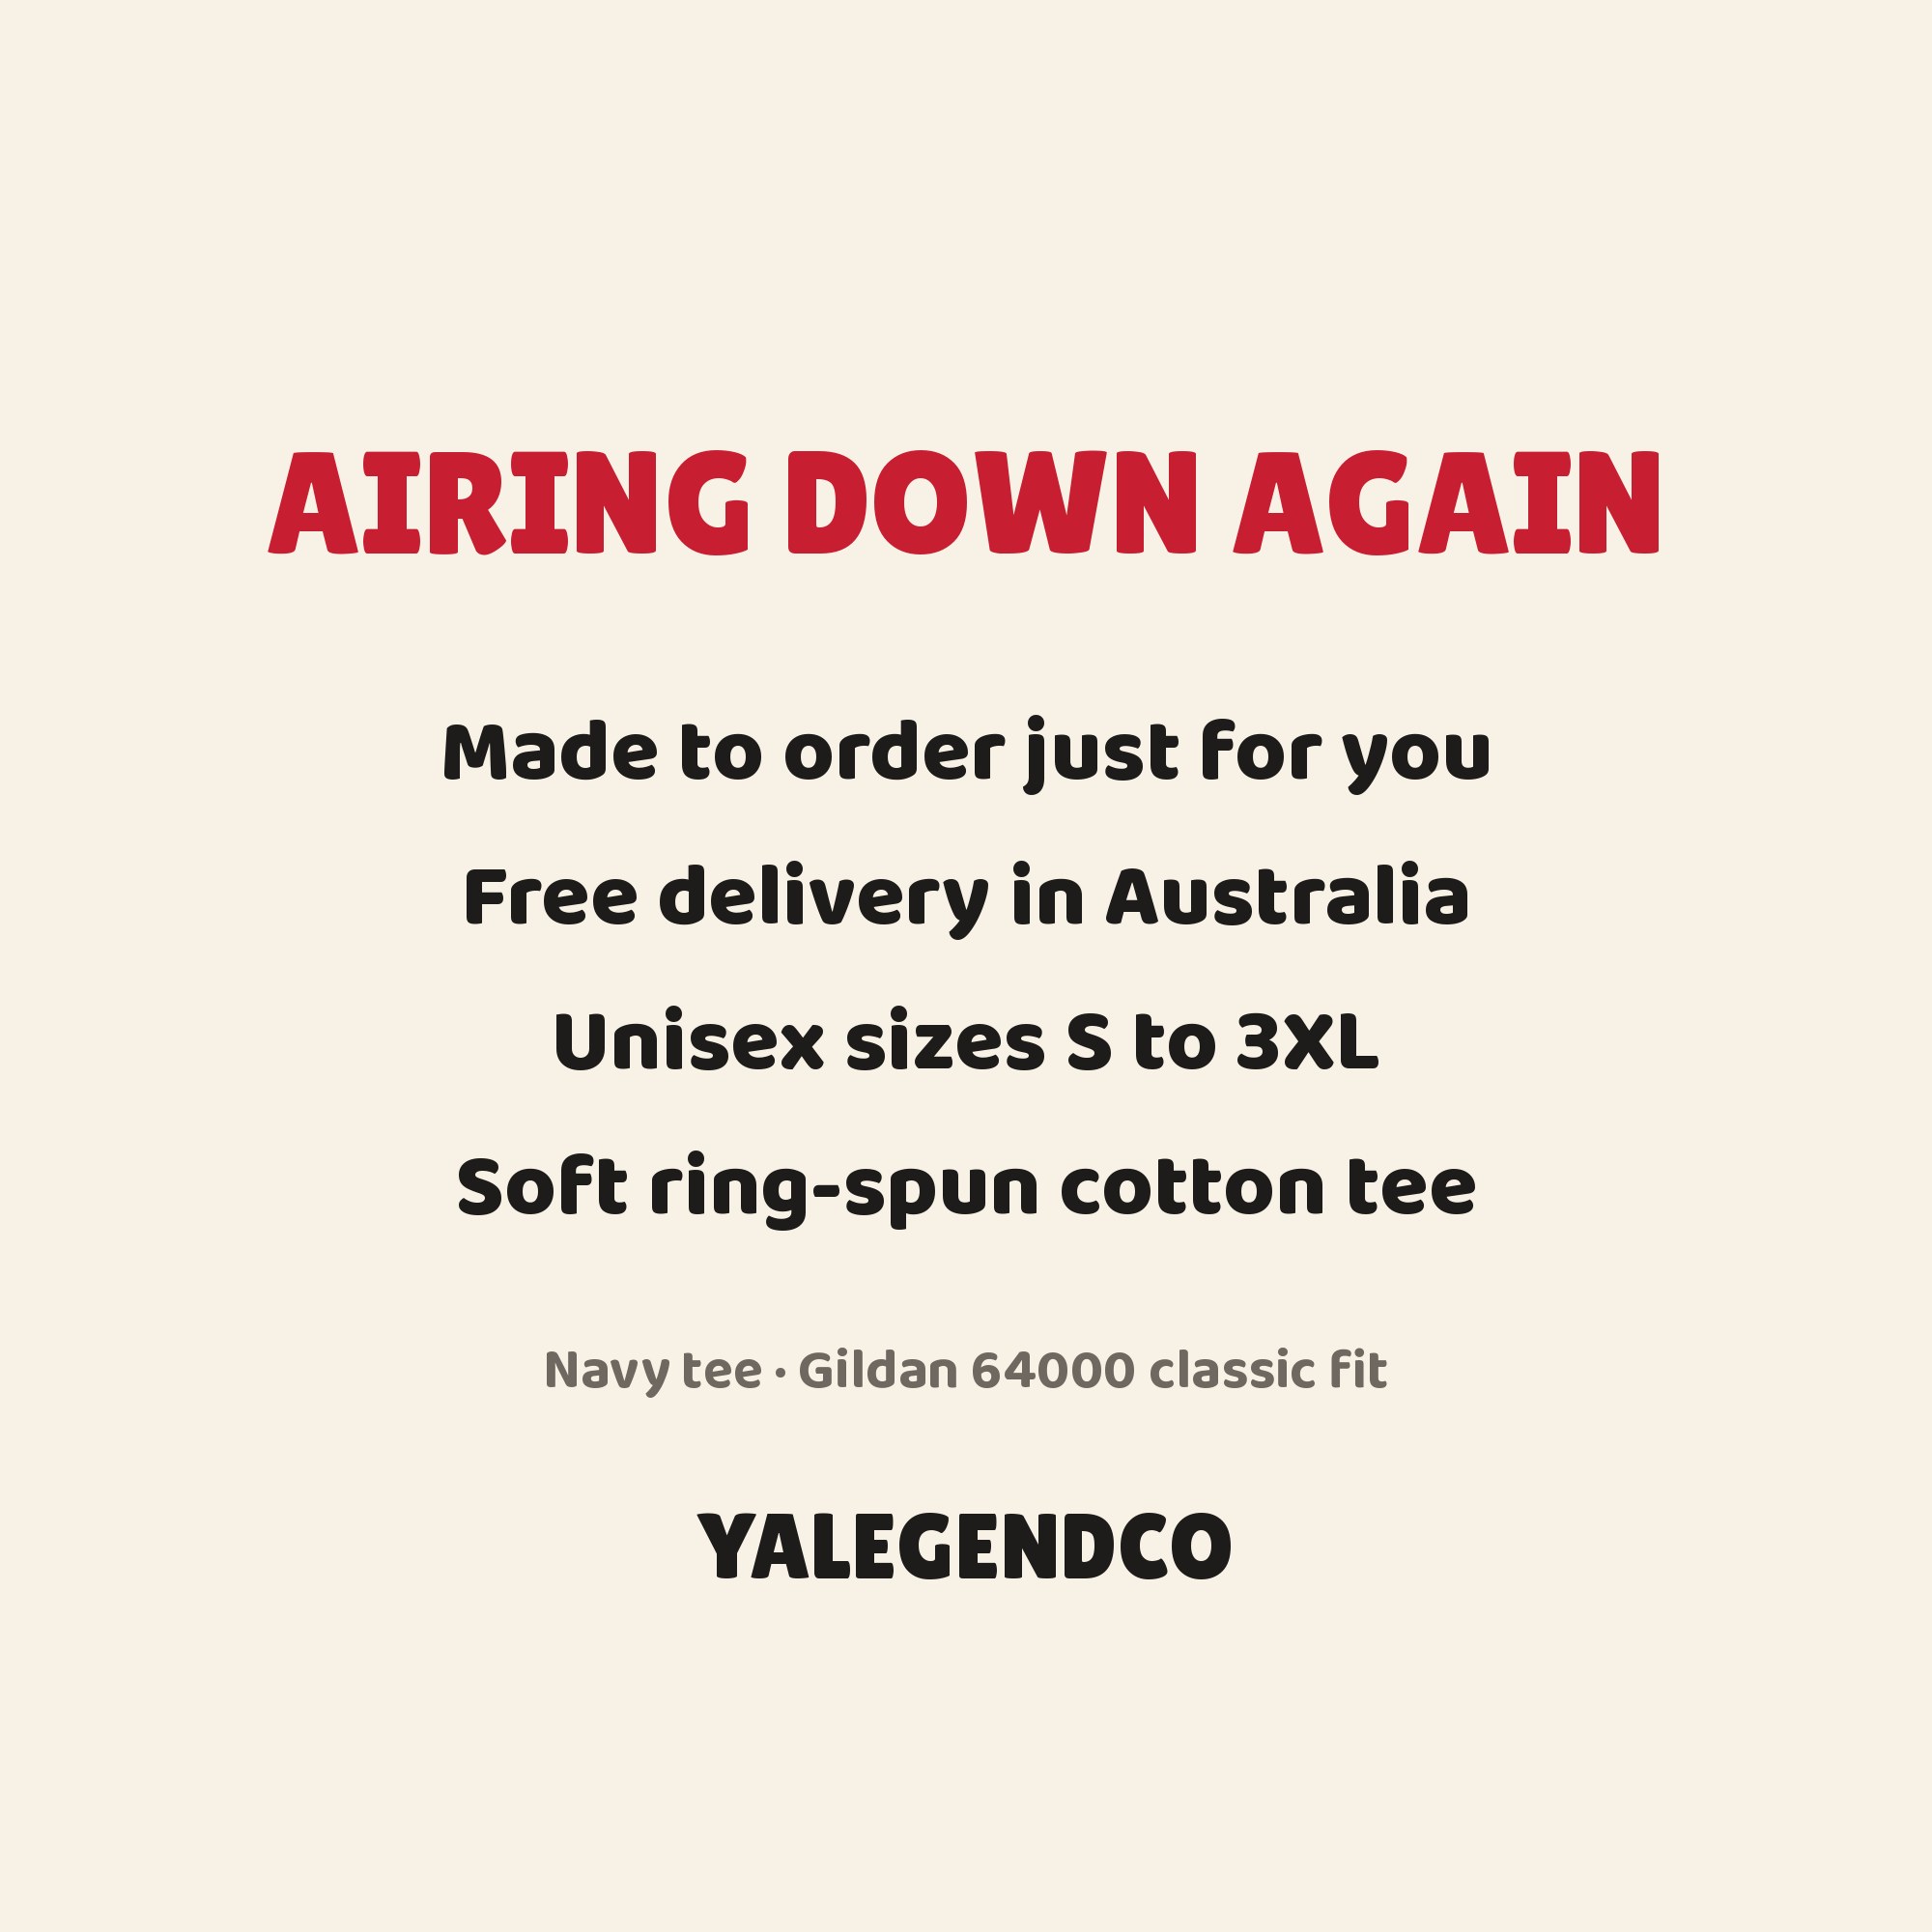 AIRING DOWN AGAIN
Made to order just for you
Free delivery in Australia
Unisex sizes S to 3XL
Soft ring-spun cotton tee
Navy tee · Gildan 64000 classic fit
YALEGENDCO